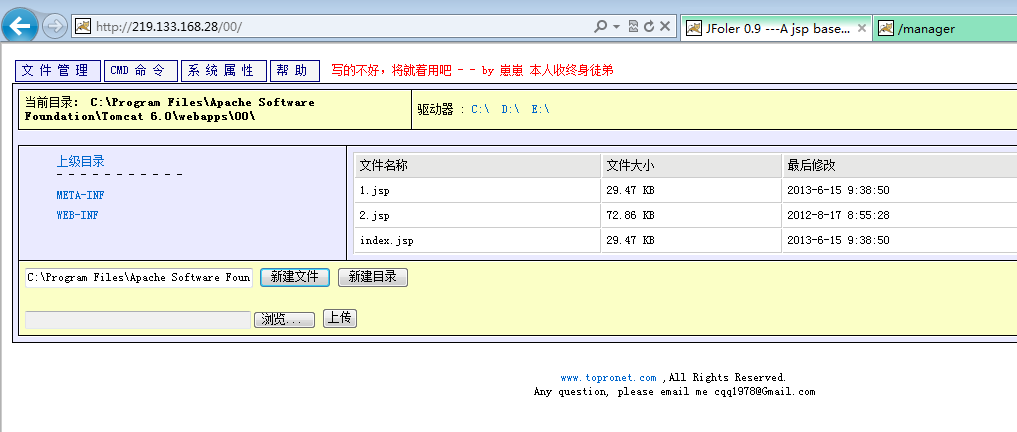 http://219.133.168.28/00/
JFoler 0.9 ---A jsp base...
/manager
文件管理 CMD 命令 系统属性 帮助 写的不好，将就着用吧 - - by 崽崽 本人收终身徒弟
当前目录: C:\Program Files\Apache Software
Foundation\Tomcat 6.0\webapps\00\
驱动器 : C:\ D:\ E:\
上级目录
- - - - - - - - - - -
META-INF
WEB-INF
文件名称 文件大小 最后修改
1.jsp 29.47 KB 2013-6-15 9:38:50
2.jsp 72.86 KB 2012-8-17 8:55:28
index.jsp 29.47 KB 2013-6-15 9:38:50
C:\Program Files\Apache Software Foun 新建文件 新建目录
浏览... 上传
www.topronet.com ,All Rights Reserved.
Any question, please email me cqq1978@Gmail.com